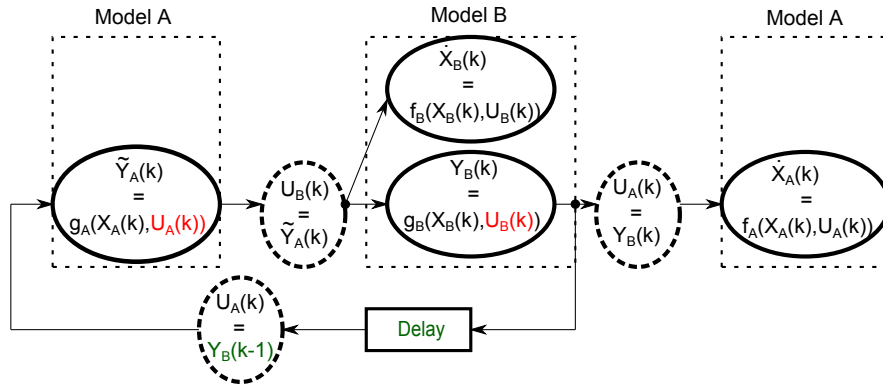 Model A
Model B
Model A
Ẋ_B(k)
=
f_B(X_B(k),U_B(k))
Ỹ_A(k)
=
g_A(X_A(k),U_A(k))
U_B(k)
=
Ỹ_A(k)
Y_B(k)
=
g_B(X_B(k),U_B(k))
U_A(k)
=
Y_B(k)
Ẋ_A(k)
=
f_A(X_A(k),U_A(k))
U_A(k)
=
Y_B(k-1)
Delay